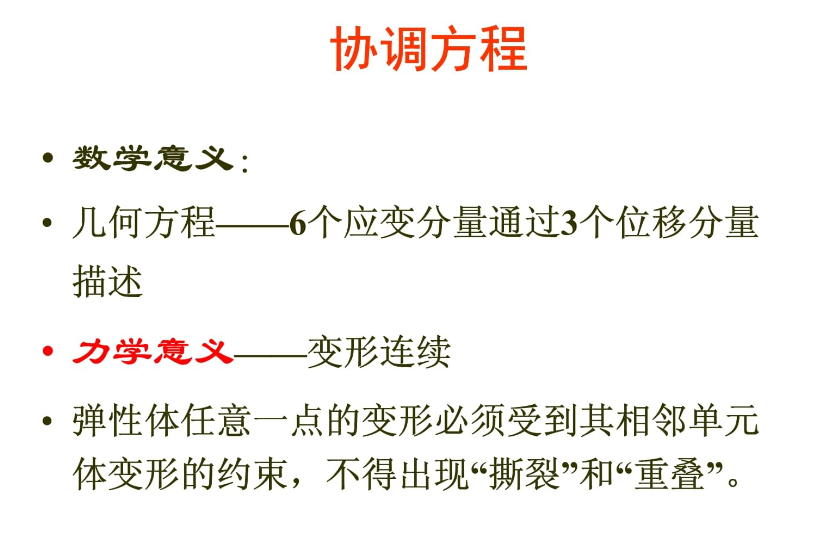 协调方程
• 数学意义:
• 几何方程——6个应变分量通过3个位移分量
描述
• 力学意义——变形连续
• 弹性体任意一点的变形必须受到其相邻单元
体变形的约束，不得出现“撕裂”和“重叠”。